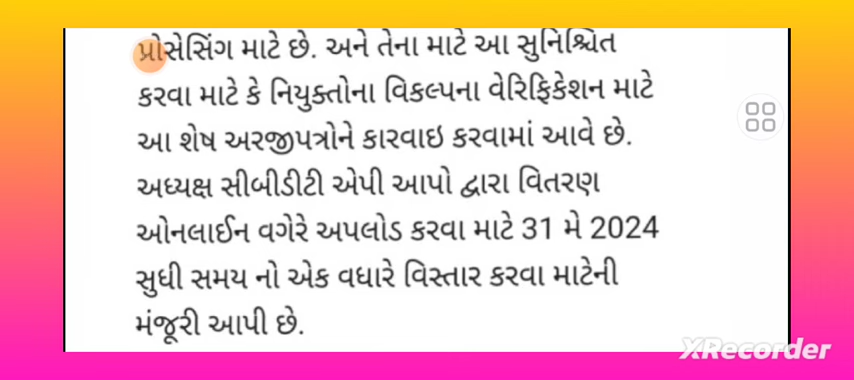 પ્રોસેસિંગ માટે છે. અને તેના માટે આ સુનિશ્ચિત
કરવા માટે કે નિયુક્તોના વિકલ્પના વેરિફિકેશન માટે
આ શેષ અરજીપત્રોને કારવાઇ કરવામાં આવે છે.
અધ્યક્ષ સીબીડીટી એપી આપો દ્વારા વિતરણ
ઓનલાઈન વગેરે અપલોડ કરવા માટે 31 મે 2024
સુધી સમય નો એક વધારે વિસ્તાર કરવા માટેની
મંજૂરી આપી છે.
XRecorder